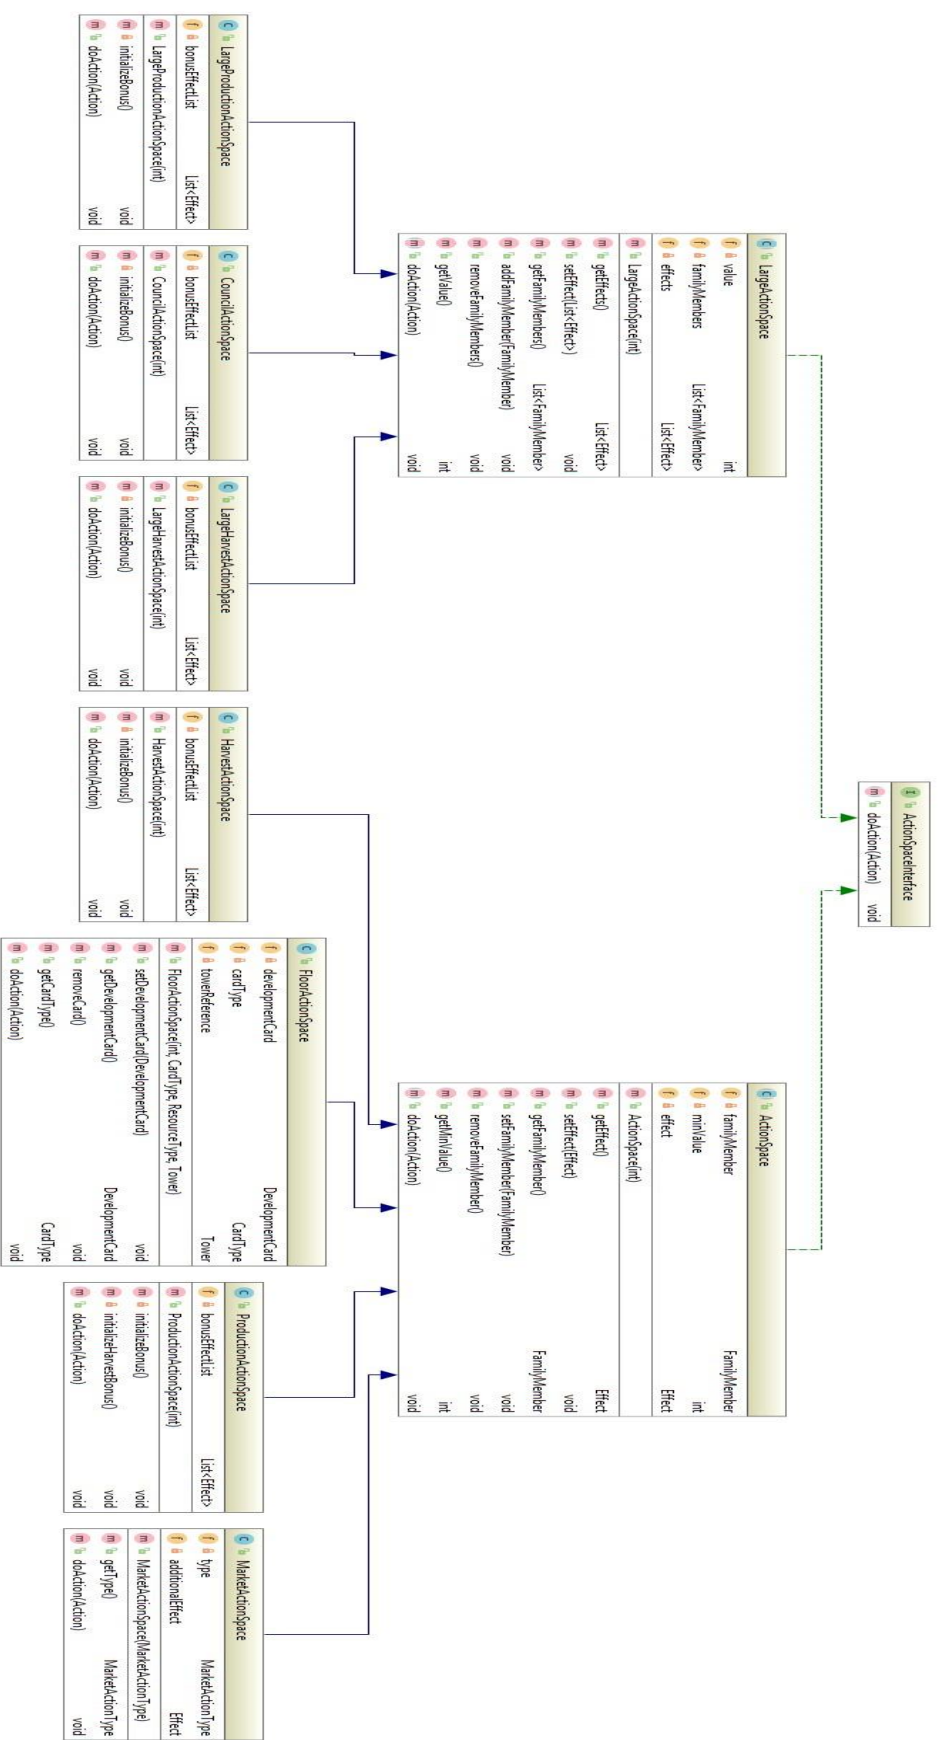 ActionSpaceInterface
doAction(Action) void
LargeActionSpace
value int
familyMembers List<FamilyMember>
effects List<Effect>
LargeActionSpace(int)
getEffects() List<Effect>
setEffect(List<Effect>) void
getFamilyMembers() List<FamilyMember>
addFamilyMember(FamilyMember) void
removeFamilyMembers() void
getValue() int
doAction(Action) void
ActionSpace
familyMember FamilyMember
minValue int
effect Effect
ActionSpace(int)
getEffect() Effect
setEffect(Effect) void
getFamilyMember() FamilyMember
setFamilyMember(FamilyMember) void
removeFamilyMember() void
getMinValue() int
doAction(Action) void
LargeProductionActionSpace
bonusEffectList List<Effect>
LargeProductionActionSpace(int)
initializeBonus() void
doAction(Action) void
CouncilActionSpace
bonusEffectList List<Effect>
CouncilActionSpace(int)
initializeBonus() void
doAction(Action) void
LargeHarvestActionSpace
bonusEffectList List<Effect>
LargeHarvestActionSpace(int)
initializeBonus() void
doAction(Action) void
HarvestActionSpace
bonusEffectList List<Effect>
HarvestActionSpace(int)
initializeBonus() void
doAction(Action) void
FloorActionSpace
developmentCard DevelopmentCard
cardType CardType
towerReference Tower
FloorActionSpace(int, CardType, ResourceType, Tower)
setDevelopmentCard(DevelopmentCard) void
getDevelopmentCard() DevelopmentCard
removeCard() void
getCardType() CardType
doAction(Action) void
ProductionActionSpace
bonusEffectList List<Effect>
ProductionActionSpace(int)
initializeBonus() void
initializeHarvestBonus() void
doAction(Action) void
MarketActionSpace
type MarketActionType
additionalEffect Effect
MarketActionSpace(MarketActionType)
getType() MarketActionType
doAction(Action) void